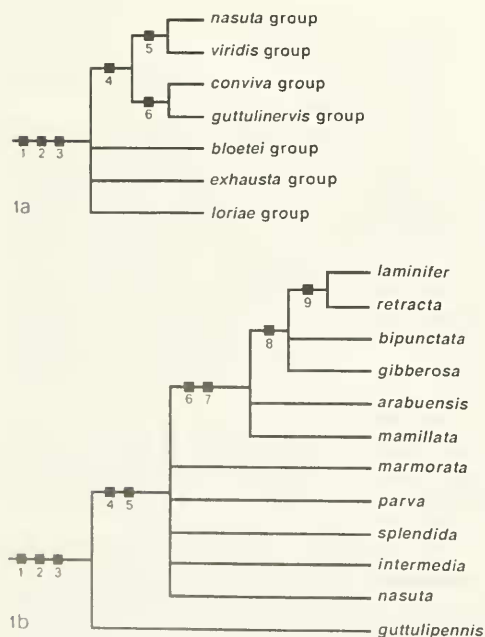 nasuta group
5
viridis group
4
conviva group
6
guttulinervis group
1 2 3
bloetei group
1a
exhausta group
loriae group
laminifer
9
retracta
8
bipunctata
gibberosa
6 7
arabuensis
mamillata
marmorata
4 5
parva
splendida
intermedia
1 2 3
nasuta
1b
guttulipennis